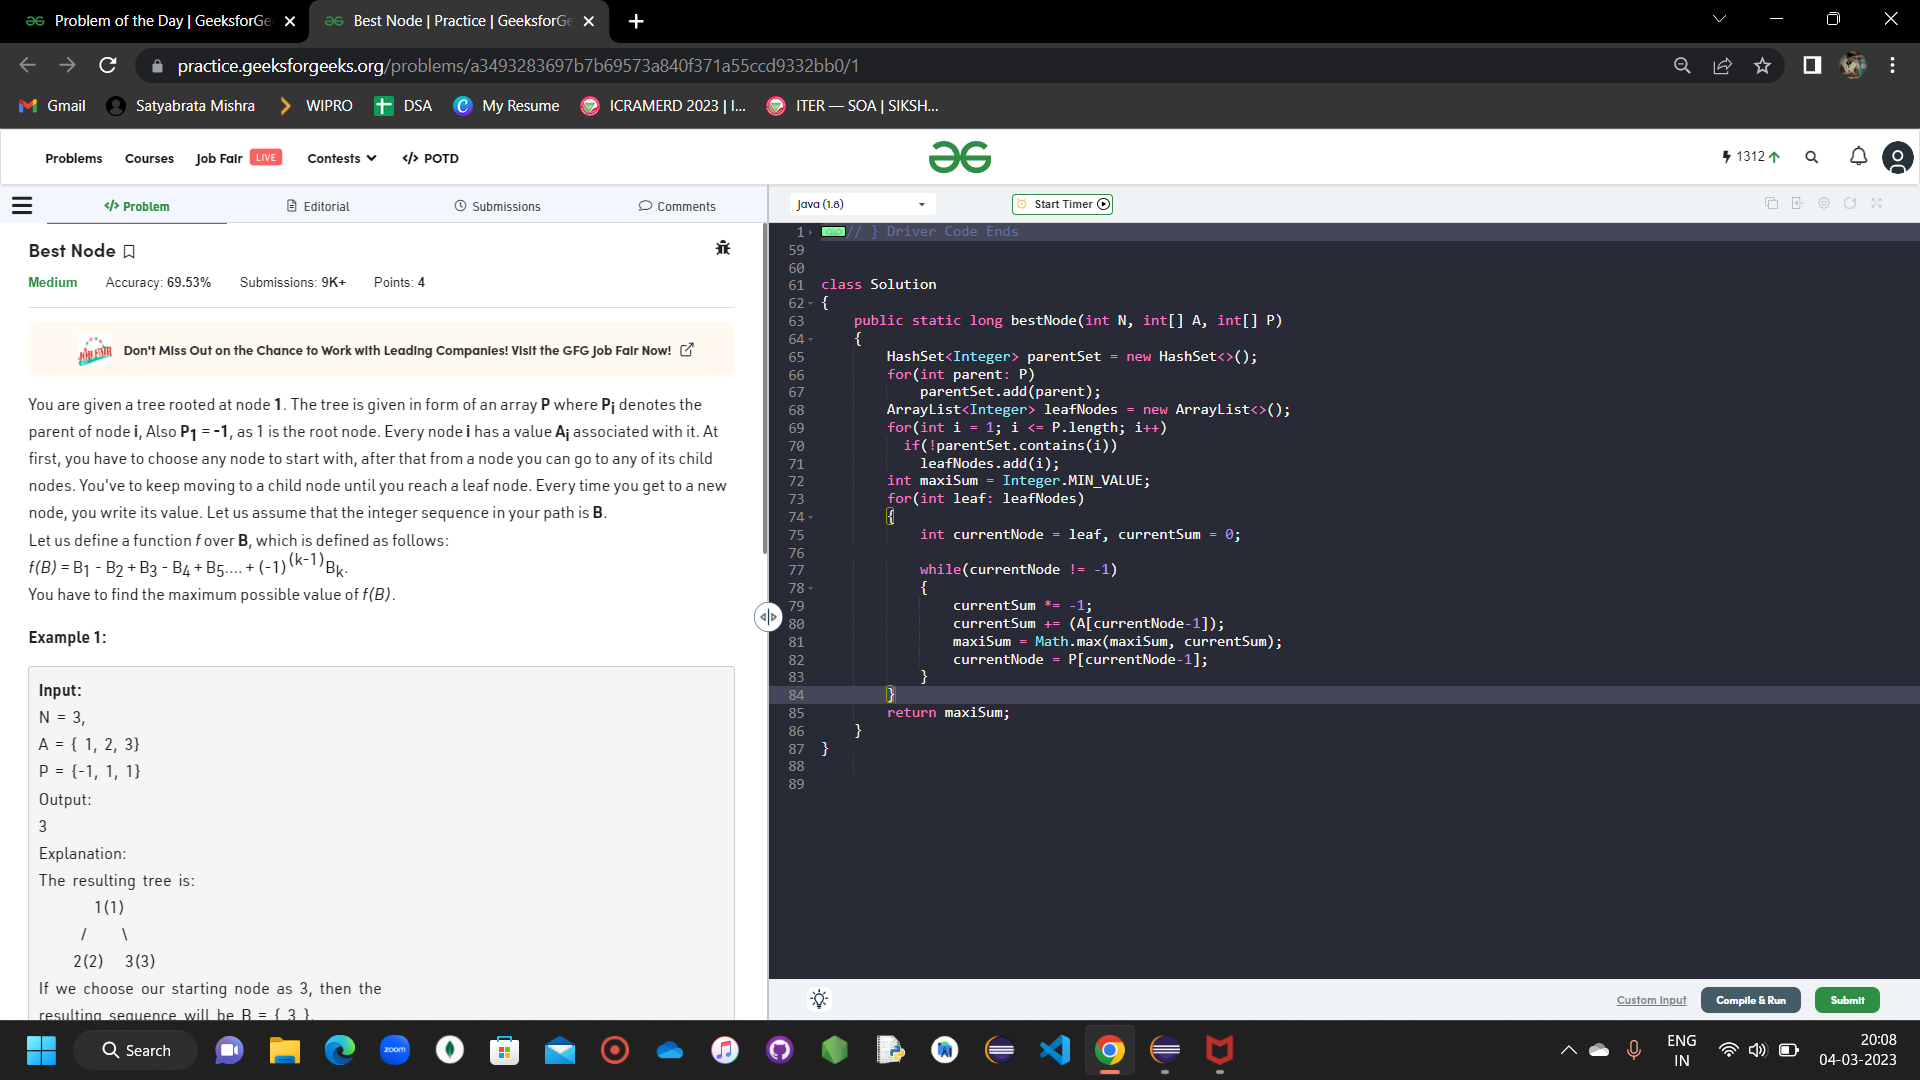 Problem of the Day | GeeksforGe
Best Node | Practice | GeeksforGe
practice.geeksforgeeks.org/problems/a3493283697b7b69573a840f371a55ccd9332bb0/1
Gmail
Satyabrata Mishra
WIPRO
DSA
My Resume
ICRAMERD 2023 | I...
ITER — SOA | SIKSH...
Problems
Courses
Job Fair
LIVE
Contests
</> POTD
1312
</> Problem
Editorial
Submissions
Comments
Java (1.8)
Start Timer
Best Node
Medium
Accuracy: 69.53%
Submissions: 9K+
Points: 4
JOB FAIR
Don't Miss Out on the Chance to Work with Leading Companies! Visit the GFG Job Fair Now!
You are given a tree rooted at node 1. The tree is given in form of an array P where Pi denotes the
parent of node i, Also P1 = -1, as 1 is the root node. Every node i has a value Ai associated with it. At
first, you have to choose any node to start with, after that from a node you can go to any of its child
nodes. You've to keep moving to a child node until you reach a leaf node. Every time you get to a new
node, you write its value. Let us assume that the integer sequence in your path is B.
Let us define a function f over B, which is defined as follows:
f(B) = B1 - B2 + B3 - B4 + B5.... + (-1)(k-1)Bk.
You have to find the maximum possible value of f(B).
Example 1:
Input:
N = 3,
A = { 1, 2, 3}
P = {-1, 1, 1}
Output:
3
Explanation:
The resulting tree is:
1(1)
/ \
2(2) 3(3)
If we choose our starting node as 3, then the
resulting sequence will be B = { 3 }.
1 // } Driver Code Ends
59
60
61 class Solution
62 {
63 public static long bestNode(int N, int[] A, int[] P)
64 {
65 HashSet<Integer> parentSet = new HashSet<>();
66 for(int parent: P)
67 parentSet.add(parent);
68 ArrayList<Integer> leafNodes = new ArrayList<>();
69 for(int i = 1; i <= P.length; i++)
70 if(!parentSet.contains(i))
71 leafNodes.add(i);
72 int maxiSum = Integer.MIN_VALUE;
73 for(int leaf: leafNodes)
74 {
75 int currentNode = leaf, currentSum = 0;
76
77 while(currentNode != -1)
78 {
79 currentSum *= -1;
80 currentSum += (A[currentNode-1]);
81 maxiSum = Math.max(maxiSum, currentSum);
82 currentNode = P[currentNode-1];
83 }
84 }
85 return maxiSum;
86 }
87 }
88
89
Custom Input
Compile & Run
Submit
Search
zoom
ENG
IN
20:08
04-03-2023